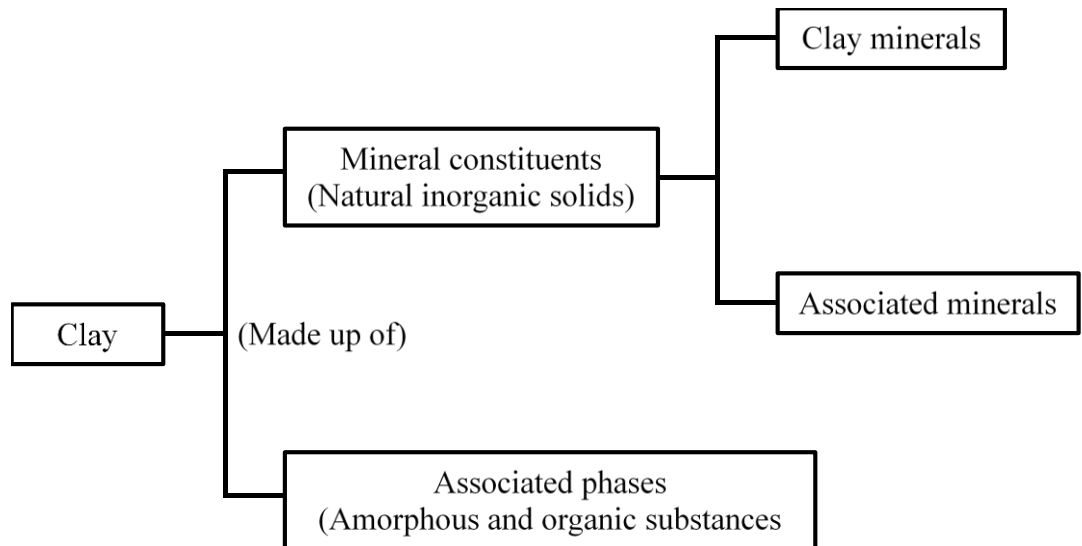 Clay minerals
Mineral constituents
(Natural inorganic solids)
Associated minerals
Clay
(Made up of)
Associated phases
(Amorphous and organic substances